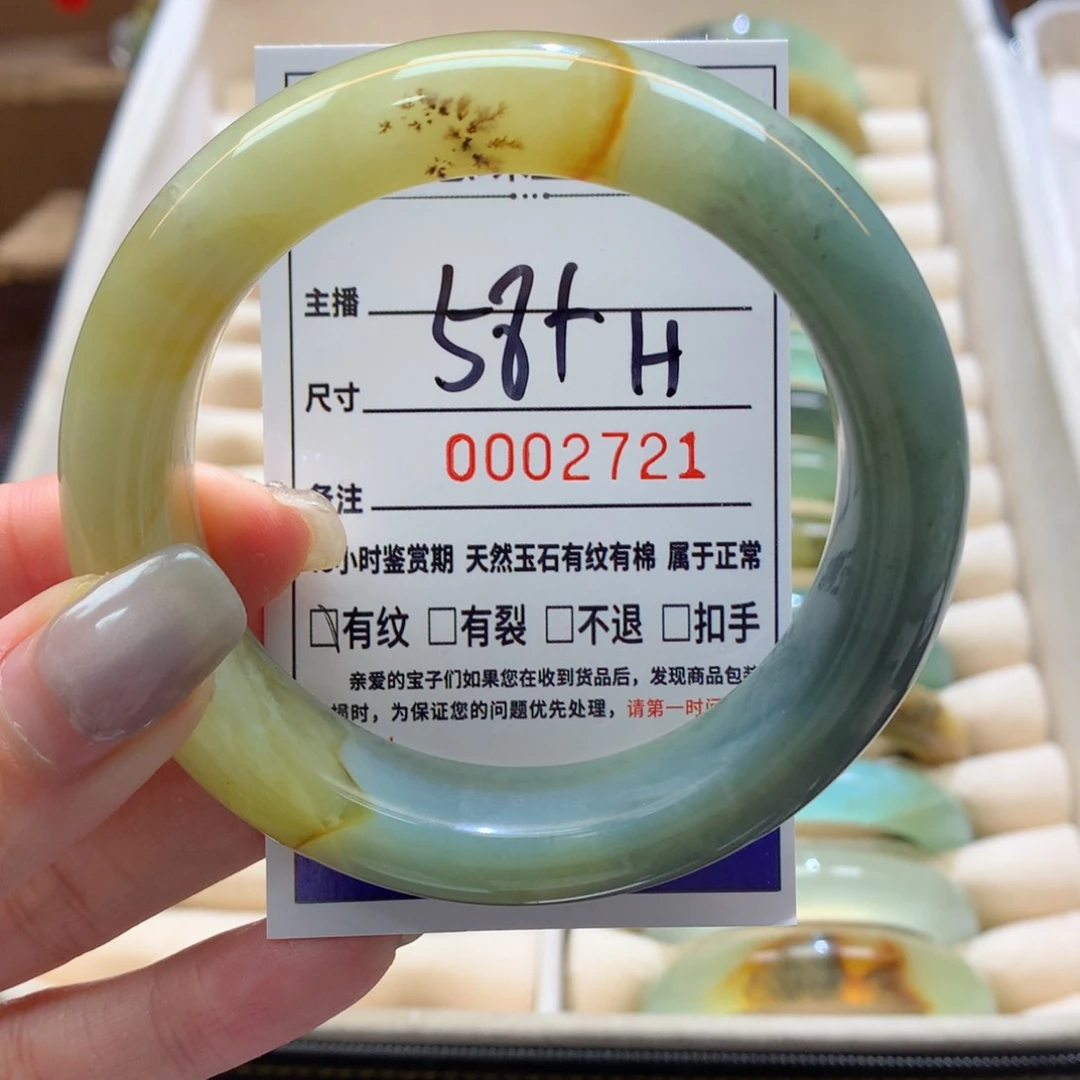 主播
58+ H
尺寸
0002721
备注
小时鉴赏期 天然玉石有纹有棉 属于正常
☑有纹 □有裂 □不退 □扣手
亲爱的宝子们如果您在收到货品后，发现商品包装
损时，为保证您的问题优先处理，请第一时间